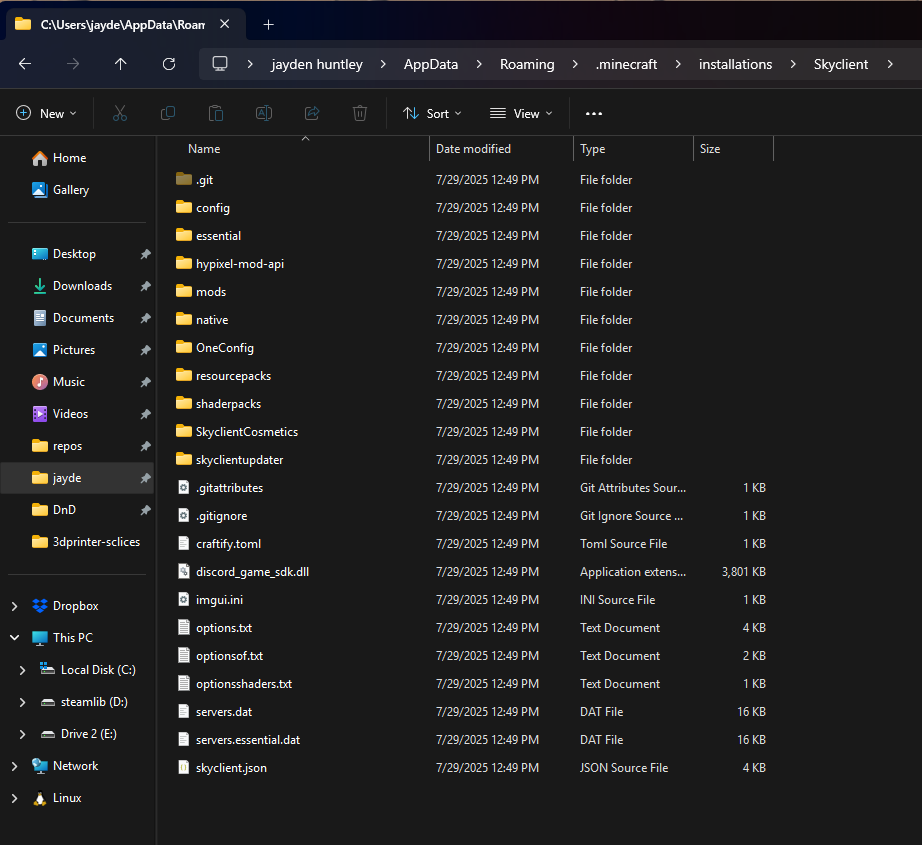 C:\Users\jayde\AppData\Roam
jayden huntley > AppData > Roaming > .minecraft > installations > Skyclient >
New Sort View ...
Name Date modified Type Size
Home
Gallery
Desktop
Downloads
Documents
Pictures
Music
Videos
repos
jayde
DnD
3dprinter-sclices
Dropbox
This PC
Local Disk (C:)
steamlib (D:)
Drive 2 (E:)
Network
Linux
.git 7/29/2025 12:49 PM File folder
config 7/29/2025 12:49 PM File folder
essential 7/29/2025 12:49 PM File folder
hypixel-mod-api 7/29/2025 12:49 PM File folder
mods 7/29/2025 12:49 PM File folder
native 7/29/2025 12:49 PM File folder
OneConfig 7/29/2025 12:49 PM File folder
resourcepacks 7/29/2025 12:49 PM File folder
shaderpacks 7/29/2025 12:49 PM File folder
SkyclientCosmetics 7/29/2025 12:49 PM File folder
skyclientupdater 7/29/2025 12:49 PM File folder
.gitattributes 7/29/2025 12:49 PM Git Attributes Sour... 1 KB
.gitignore 7/29/2025 12:49 PM Git Ignore Source ... 1 KB
craftify.toml 7/29/2025 12:49 PM Toml Source File 1 KB
discord_game_sdk.dll 7/29/2025 12:49 PM Application extens... 3,801 KB
imgui.ini 7/29/2025 12:49 PM INI Source File 1 KB
options.txt 7/29/2025 12:49 PM Text Document 4 KB
optionsof.txt 7/29/2025 12:49 PM Text Document 2 KB
optionsshaders.txt 7/29/2025 12:49 PM Text Document 1 KB
servers.dat 7/29/2025 12:49 PM DAT File 16 KB
servers.essential.dat 7/29/2025 12:49 PM DAT File 16 KB
skyclient.json 7/29/2025 12:49 PM JSON Source File 4 KB